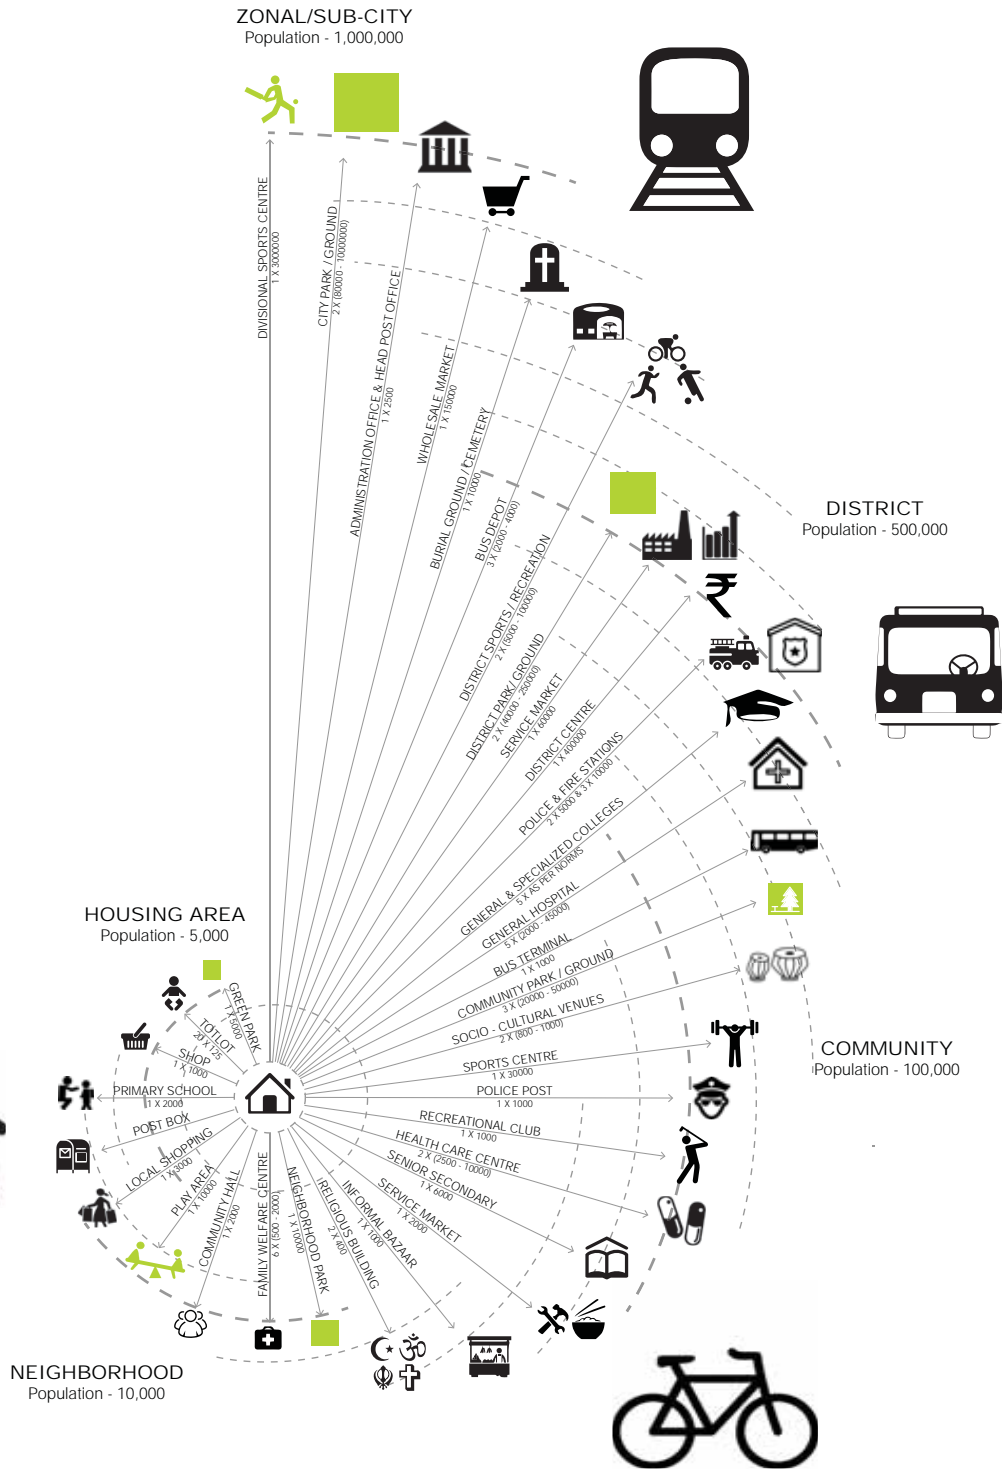 ZONAL/SUB-CITY
Population - 1,000,000
DIVISIONAL SPORTS CENTRE
1 X 3000000
CITY PARK / GROUND
2 X (80000 - 10000000)
ADMINISTRATION OFFICE & HEAD POST OFFICE
1 X 2500
WHOLESALE MARKET
1 X 150000
BURIAL GROUND / CEMETERY
1 X 10000
BUS DEPOT
3 X (2000 - 4000)
DISTRICT SPORTS / RECREATION
2 X (5000 - 100000)
DISTRICT
Population - 500,000
DISTRICT PARK/ GROUND
2 X (40000 - 250000)
SERVICE MARKET
1 X 60000
DISTRICT CENTRE
1 X 400000
₹
POLICE & FIRE STATIONS
2 X 5000 & 3 X 10000
GENERAL & SPECIALIZED COLLEGES
5 X AS PER NORMS
GENERAL HOSPITAL
5 X (2000 - 45000)
BUS TERMINAL
1 X 1000
COMMUNITY PARK / GROUND
3 X (20000 - 50000)
SOCIO - CULTURAL VENUES
2 X (800 - 1000)
SPORTS CENTRE
1 X 30000
COMMUNITY
Population - 100,000
POLICE POST
1 X 1000
RECREATIONAL CLUB
1 X 1000
HEALTH CARE CENTRE
2 X (2500 - 10000)
SENIOR SECONDARY
1 X 6000
SERVICE MARKET
1 X 2000
INFORMAL BAZAAR
1 X 1000
RELIGIOUS BUILDING
2 X 400
ॐ
NEIGHBORHOOD PARK
1 X 10000
FAMILY WELFARE CENTRE
6 X (500 - 2000)
COMMUNITY HALL
1 X 2000
PLAY AREA
1 X 10000
LOCAL SHOPPING
1 X 3000
POST BOX
NEIGHBORHOOD
Population - 10,000
PRIMARY SCHOOL
1 X 2000
SHOP
1 X 1000
TOTLOT
20 X 125
GREEN PARK
1 X 5000
HOUSING AREA
Population - 5,000